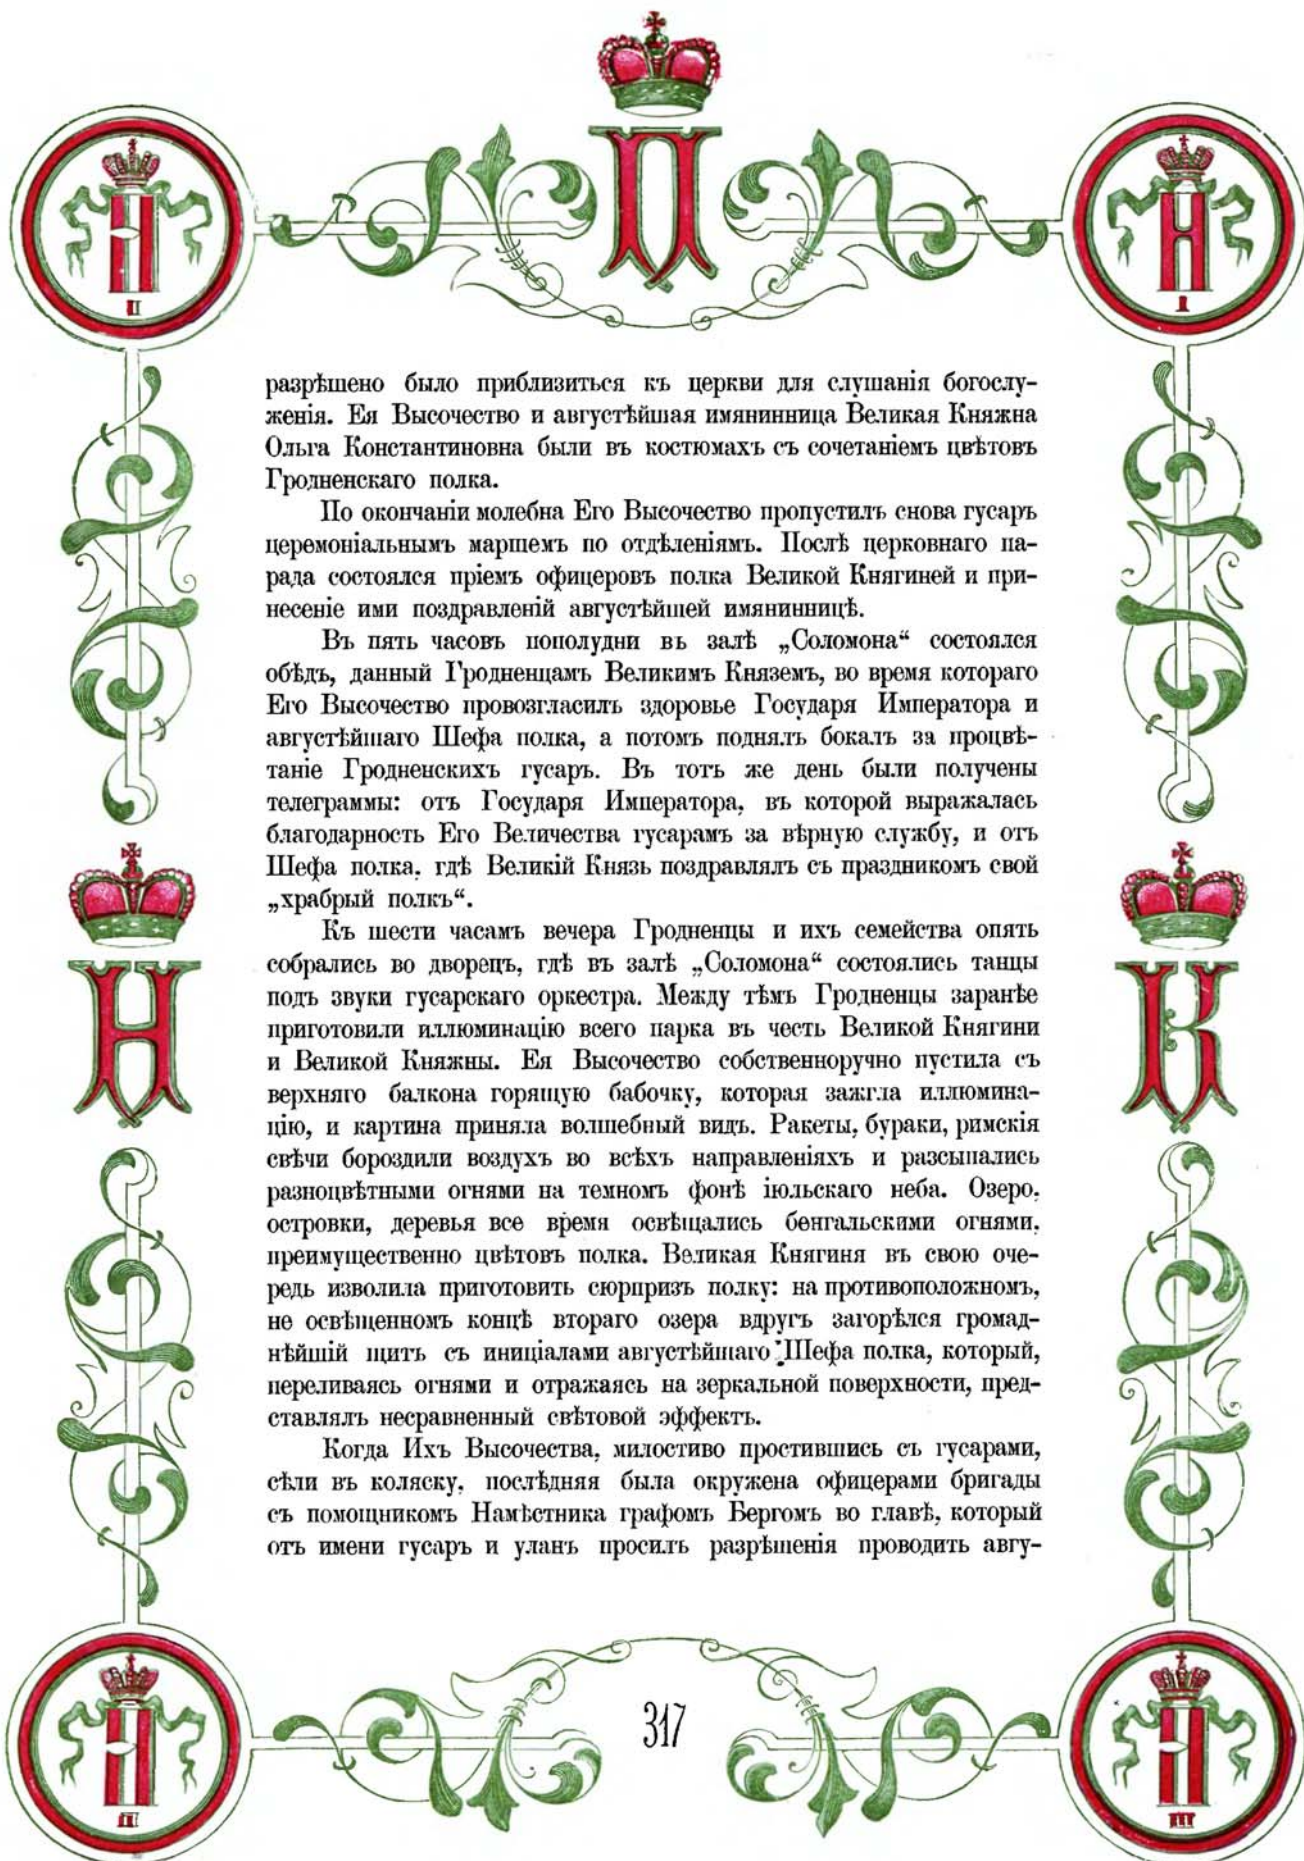 П
II
I
разрѣшено было приблизиться къ церкви для слушанія богослу-
женія. Ея Высочество и августѣйшая имянинница Великая Княжна
Ольга Константиновна были въ костюмахъ съ сочетаніемъ цвѣтовъ
Гродненскаго полка.
По окончаніи молебна Его Высочество пропустилъ снова гусаръ
церемоніальнымъ маршемъ по отдѣленіямъ. Послѣ церковнаго па-
рада состоялся пріемъ офицеровъ полка Великой Княгиней и при-
несеніе ими поздравленій августѣйшей имянинницѣ.
Въ пять часовъ пополудни въ залѣ „Соломона“ состоялся
обѣдъ, данный Гродненцамъ Великимъ Княземъ, во время котораго
Его Высочество провозгласилъ здоровье Государя Императора и
августѣйшаго Шефа полка, а потомъ поднялъ бокалъ за процвѣ-
таніе Гродненскихъ гусаръ. Въ тотъ же день были получены
телеграммы: отъ Государя Императора, въ которой выражалась
благодарность Его Величества гусарамъ за вѣрную службу, и отъ
Шефа полка, гдѣ Великій Князь поздравлялъ съ праздникомъ свой
„храбрый полкъ“.
Къ шести часамъ вечера Гродненцы и ихъ семейства опять
собрались во дворецъ, гдѣ въ залѣ „Соломона“ состоялись танцы
подъ звуки гусарскаго оркестра. Между тѣмъ Гродненцы заранѣе
приготовили иллюминацію всего парка въ честь Великой Княгини
и Великой Княжны. Ея Высочество собственноручно пустила съ
верхняго балкона горящую бабочку, которая зажгла иллюмина-
цію, и картина приняла волшебный видъ. Ракеты, бураки, римскія
свѣчи бороздили воздухъ во всѣхъ направленіяхъ и разсыпались
разноцвѣтными огнями на темномъ фонѣ іюльскаго неба. Озеро,
островки, деревья все время освѣщались бенгальскими огнями,
преимущественно цвѣтовъ полка. Великая Княгиня въ свою оче-
редь изволила приготовить сюрпризъ полку: на противоположномъ,
не освѣщенномъ концѣ втораго озера вдругъ загорѣлся громад-
нѣйшій щитъ съ иниціалами августѣйшаго Шефа полка, который,
переливаясь огнями и отражаясь на зеркальной поверхности, пред-
ставлялъ несравненный свѣтовой эффектъ.
Когда Ихъ Высочества, милостиво простившись съ гусарами,
сѣли въ коляску, послѣдняя была окружена офицерами бригады
съ помощникомъ Намѣстника графомъ Бергомъ во главѣ, который
отъ имени гусаръ и уланъ просилъ разрѣшенія проводить авгу-
Н
К
III
317